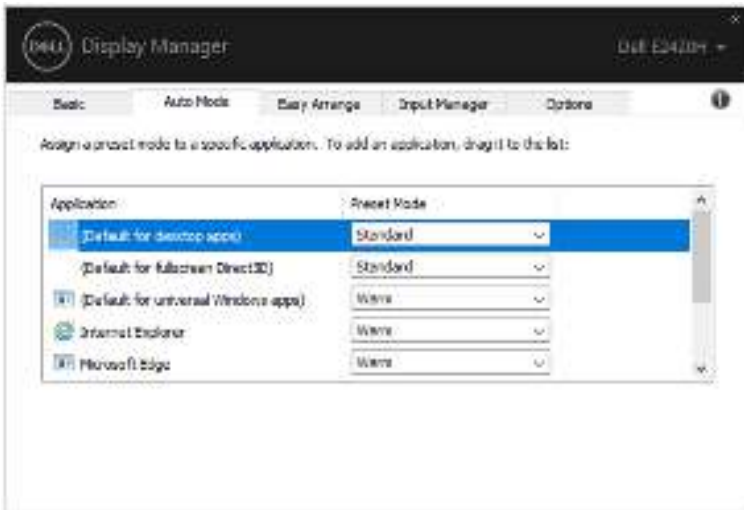 DELL Display Manager Dell E2420H
Basic Auto Mode Easy Arrange Input Manager Options
Assign a preset mode to a specific application. To add an application, drag it to the list:
Application Preset Mode
(Default for desktop apps) Standard
(Default for fullscreen Direct3D) Standard
(Default for universal Windows apps) Warm
Internet Explorer Warm
Microsoft Edge Warm